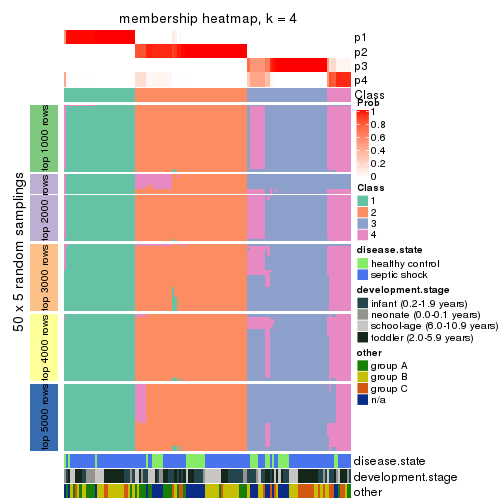 membership heatmap, k = 4
p1
p2
p3
p4
Class
50 x 5 random samplings
top 1000 rows
top 2000 rows
top 3000 rows
top 4000 rows
top 5000 rows
Prob
1
0.8
0.6
0.4
0.2
0
Class
1
2
3
4
disease.state
healthy control
septic shock
development.stage
infant (0.2-1.9 years)
neonate (0.0-0.1 years)
school-age (6.0-10.9 years)
toddler (2.0-5.9 years)
other
group A
group B
group C
n/a
disease.state
development.stage
other